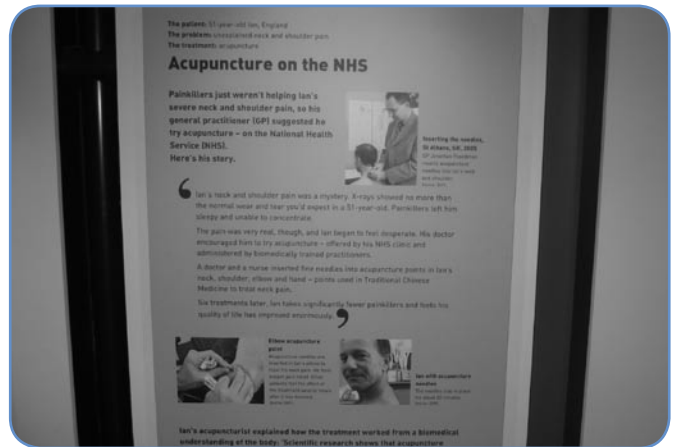 The patient: 51-year-old Ian, England
The problem: unexplained neck and shoulder pain
The treatment: acupuncture
Acupuncture on the NHS
Painkillers just weren't helping Ian's
severe neck and shoulder pain, so his
general practitioner (GP) suggested he
try acupuncture – on the National Health
Service (NHS).
Here's his story.
Inserting the needles,
St Albans, GP, 2005
Ian's neck and shoulder pain was a mystery. X-rays showed no more than
the normal wear and tear you'd expect in a 51-year-old. Painkillers left him
sleepy and unable to concentrate.
The pain was very real, though, and Ian began to feel desperate. His doctor
encouraged him to try acupuncture – offered by his NHS clinic and
administered by biomedically trained practitioners.
A doctor and a nurse inserted fine needles into acupuncture points in Ian's
neck, shoulder, elbow and hand – points used in Traditional Chinese
Medicine to treat neck pain.
Six treatments later, Ian takes significantly fewer painkillers and feels his
quality of life has improved enormously.
Elbow acupuncture
point
Ian with acupuncture
needles
Ian's acupuncturist explained how the treatment worked from a biomedical
understanding of the body: 'Scientific research shows that acupuncture